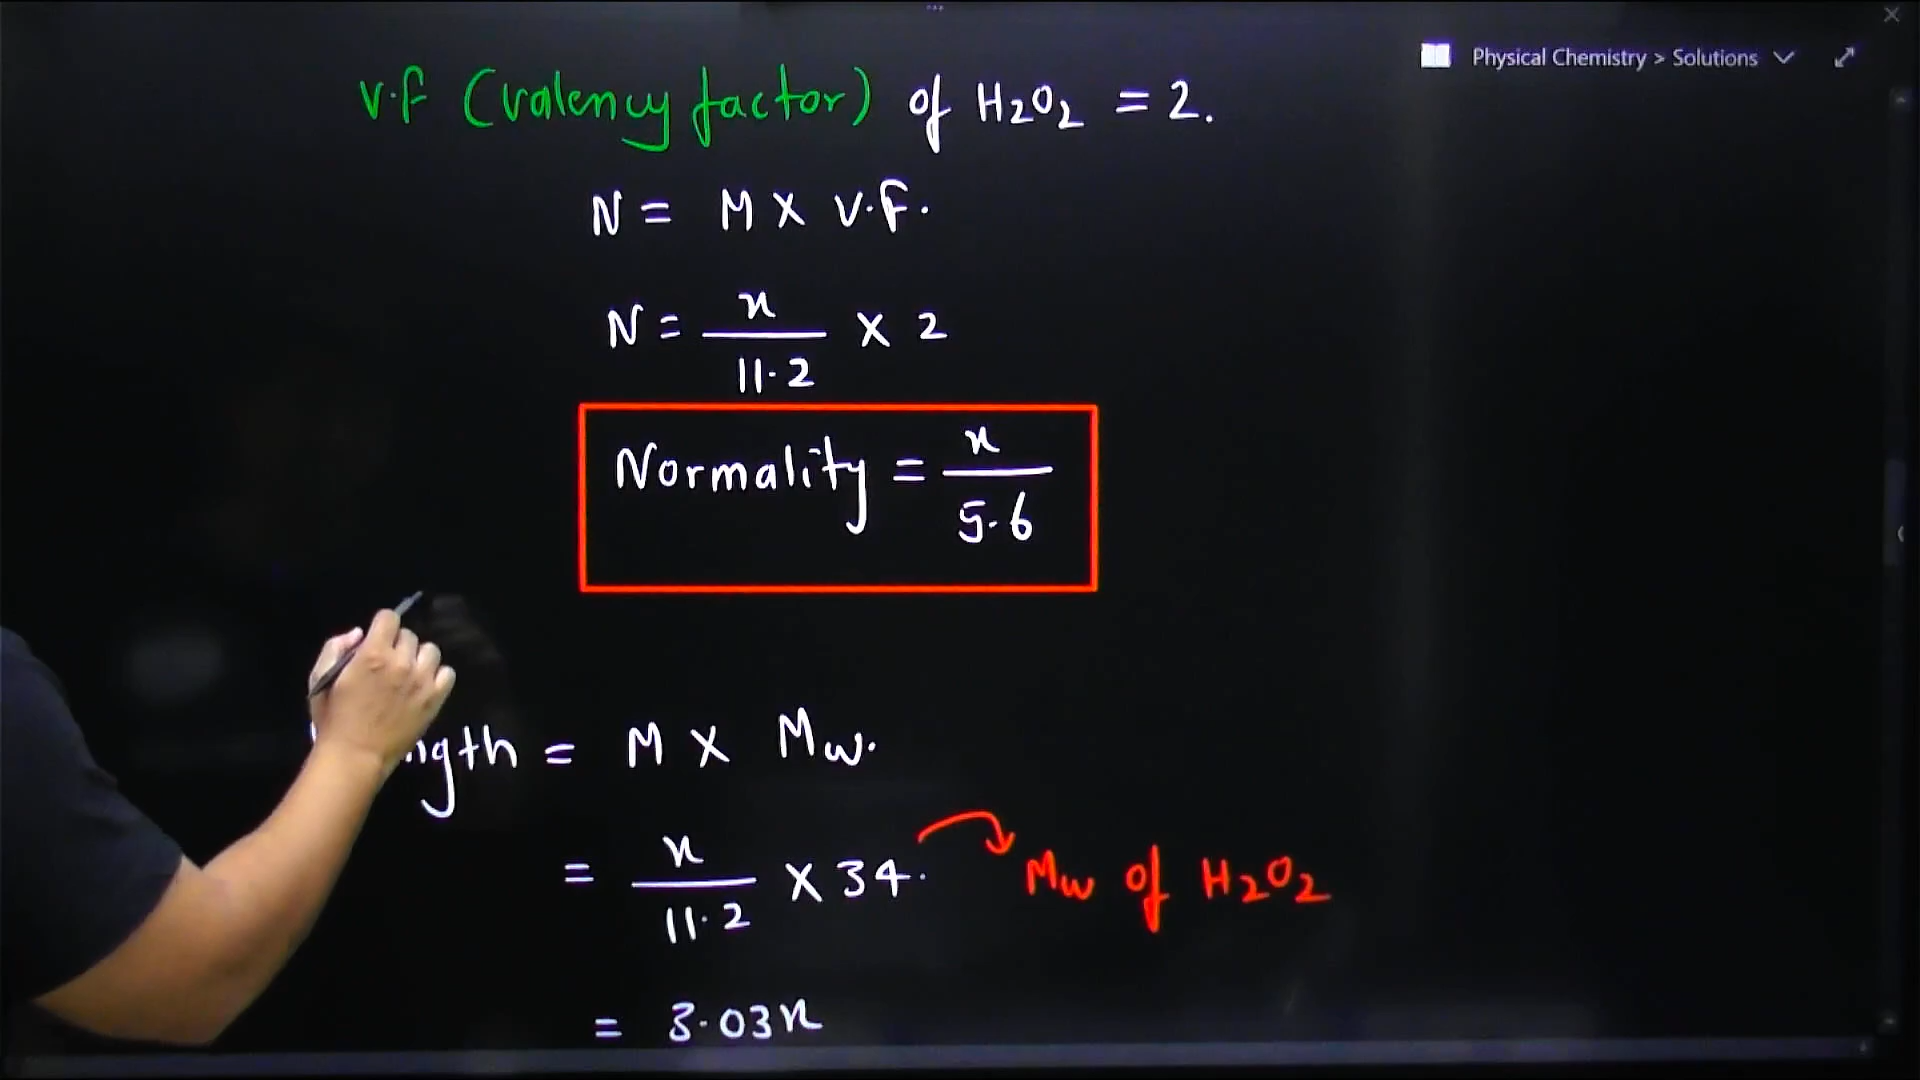 Physical Chemistry > Solutions
v.f (valency factor) of H₂O₂ = 2.
N = M X V.F.
N = x/11.2 X 2
Normality = x/5.6
ngth = M X Mw.
= x/11.2 X 34.
Mw of H₂O₂
= 3.03x